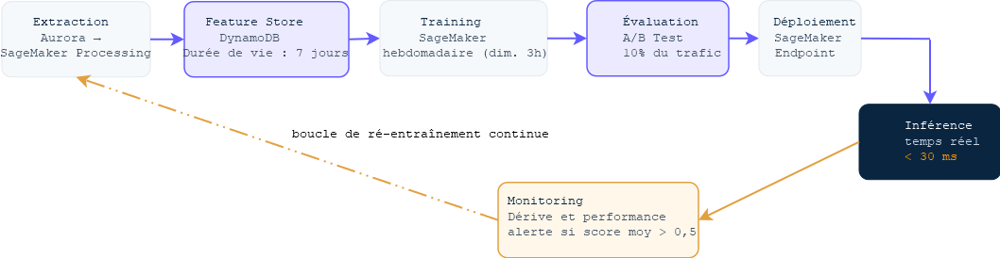 Extraction
Aurora →
SageMaker Processing
Feature Store
DynamoDB
Durée de vie : 7 jours
Training
SageMaker
hebdomadaire (dim. 3h)
Évaluation
A/B Test
10% du trafic
Déploiement
SageMaker
Endpoint
Inférence
temps réel
< 30 ms
boucle de ré-entraînement continue
Monitoring
Dérive et performance
alerte si score moy > 0,5